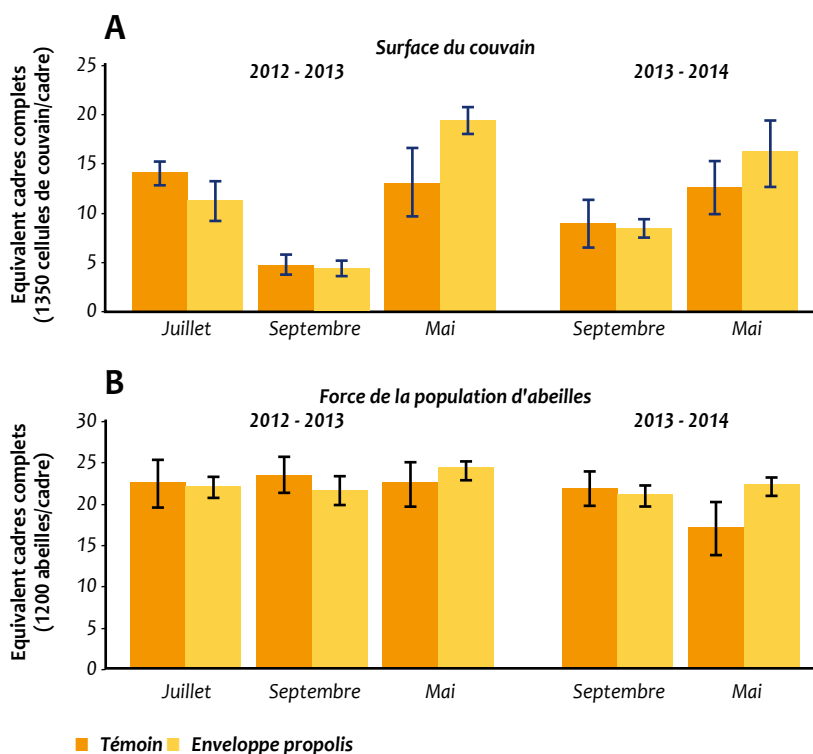 A
Surface du couvain
2012 - 2013
2013 - 2014
Equivalent cadres complets
(1350 cellules de couvain/cadre)
25
20
15
10
5
0
Juillet
Septembre
Mai
Septembre
Mai
B
Force de la population d'abeilles
2012 - 2013
2013 - 2014
Equivalent cadres complets
(1200 abeilles/cadre)
30
25
20
15
10
5
0
Juillet
Septembre
Mai
Septembre
Mai
Témoin
Enveloppe propolis